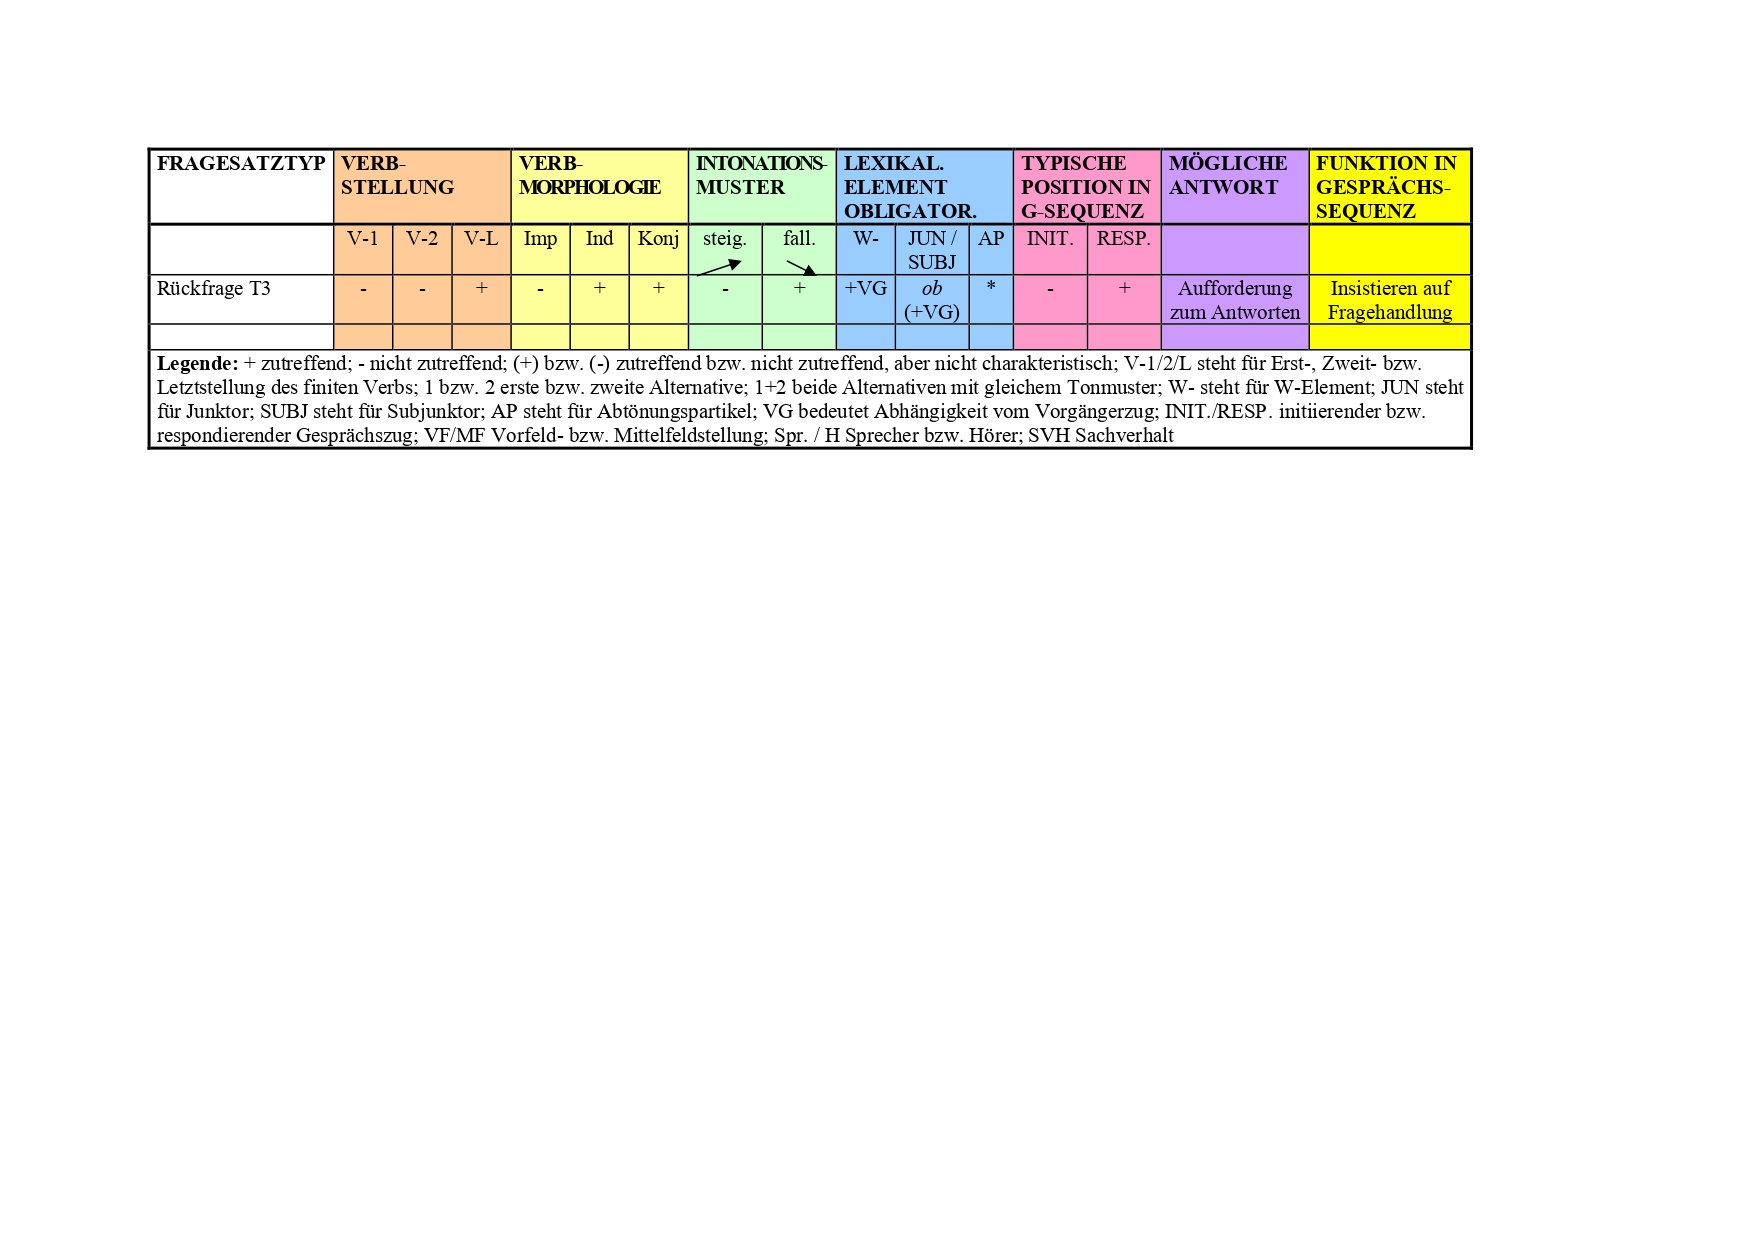 FRAGESATZTYP VERB- VERB- INTONATIONS- LEXIKAL. TYPISCHE MÖGLICHE FUNKTION IN
STELLUNG MORPHOLOGIE MUSTER ELEMENT POSITION IN ANTWORT GESPRÄCHS-
OBLIGATOR. G-SEQUENZ SEQUENZ
V-1 V-2 V-L Imp Ind Konj steig. fall. W- JUN / AP INIT. RESP.
SUBJ
Rückfrage T3 - - + - + + - + +VG ob * - + Aufforderung Insistieren auf
(+VG) zum Antworten Fragehandlung
Legende: + zutreffend; - nicht zutreffend; (+) bzw. (-) zutreffend bzw. nicht zutreffend, aber nicht charakteristisch; V-1/2/L steht für Erst-, Zweit- bzw.
Letztstellung des finiten Verbs; 1 bzw. 2 erste bzw. zweite Alternative; 1+2 beide Alternativen mit gleichem Tonmuster; W- steht für W-Element; JUN steht
für Junktor; SUBJ steht für Subjunktor; AP steht für Abtönungspartikel; VG bedeutet Abhängigkeit vom Vorgängerzug; INIT./RESP. initiierender bzw.
respondierender Gesprächszug; VF/MF Vorfeld- bzw. Mittelfeldstellung; Spr. / H Sprecher bzw. Hörer; SVH Sachverhalt